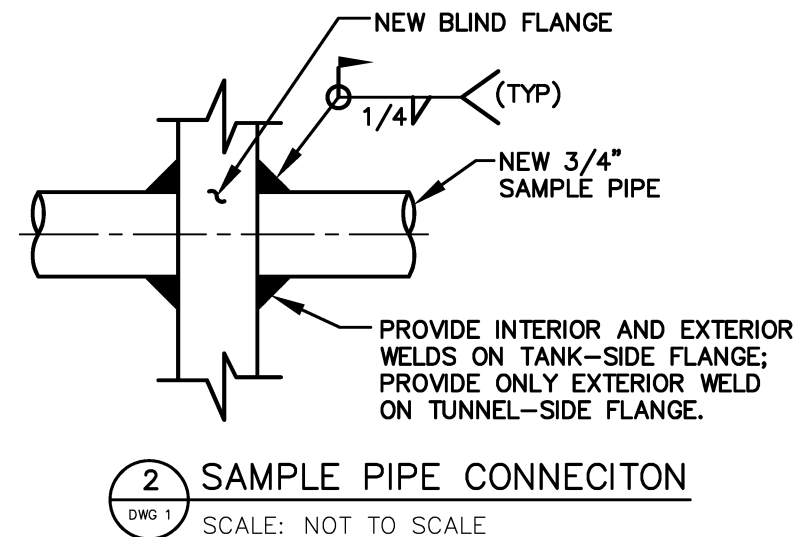 NEW BLIND FLANGE
(TYP)
1/4
NEW 3/4"
SAMPLE PIPE
PROVIDE INTERIOR AND EXTERIOR
WELDS ON TANK-SIDE FLANGE;
PROVIDE ONLY EXTERIOR WELD
ON TUNNEL-SIDE FLANGE.
2
DWG 1
SAMPLE PIPE CONNECITON
SCALE: NOT TO SCALE